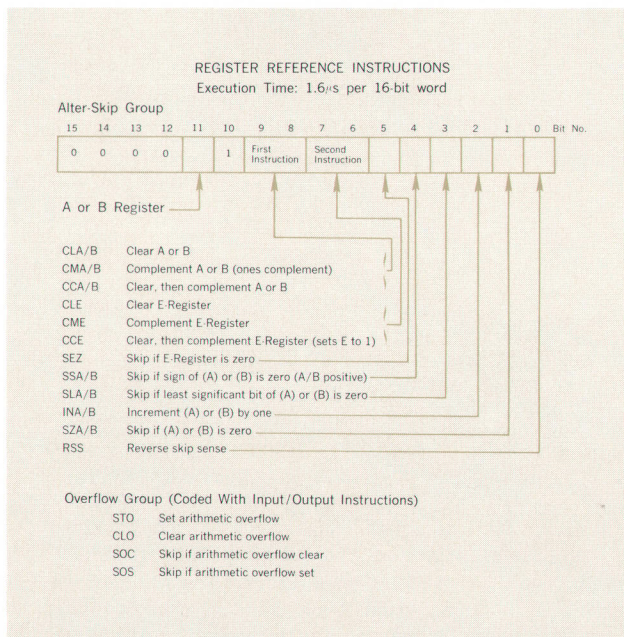 REGISTER REFERENCE INSTRUCTIONS
Execution Time: 1.6μs per 16-bit word
Alter-Skip Group
15 14 13 12 11 10 9 8 7 6 5 4 3 2 1 0 Bit No.
0 0 0 0 1 First Instruction Second Instruction
A or B Register
CLA/B Clear A or B
CMA/B Complement A or B (ones complement)
CCA/B Clear, then complement A or B
CLE Clear E-Register
CME Complement E-Register
CCE Clear, then complement E-Register (sets E to 1)
SEZ Skip if E-Register is zero
SSA/B Skip if sign of (A) or (B) is zero (A/B positive)
SLA/B Skip if least significant bit of (A) or (B) is zero
INA/B Increment (A) or (B) by one
SZA/B Skip if (A) or (B) is zero
RSS Reverse skip sense
Overflow Group (Coded With Input/Output Instructions)
STO Set arithmetic overflow
CLO Clear arithmetic overflow
SOC Skip if arithmetic overflow clear
SOS Skip if arithmetic overflow set